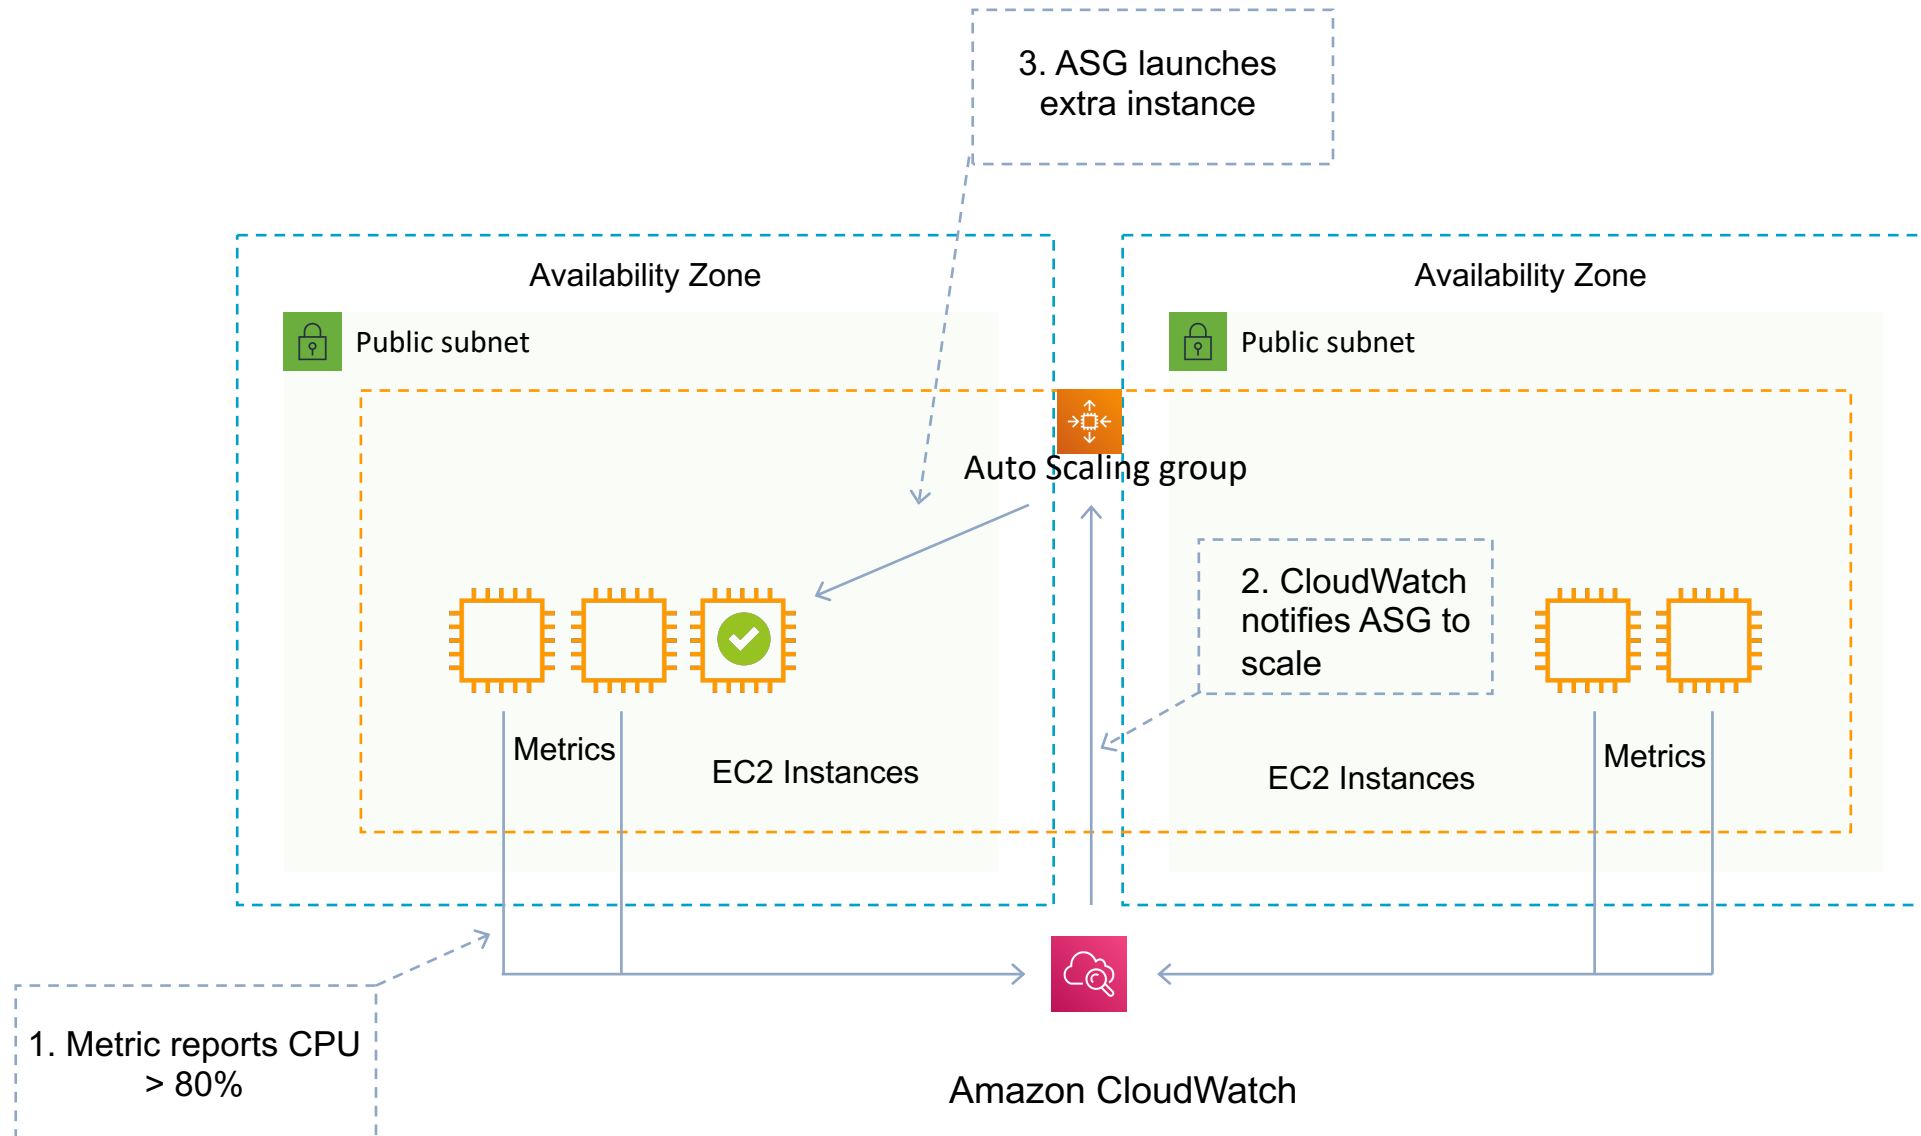 3. ASG launches
extra instance
Availability Zone
Availability Zone
Public subnet
Public subnet
Auto Scaling group
2. CloudWatch
notifies ASG to
scale
Metrics
EC2 Instances
EC2 Instances
Metrics
1. Metric reports CPU
> 80%
Amazon CloudWatch